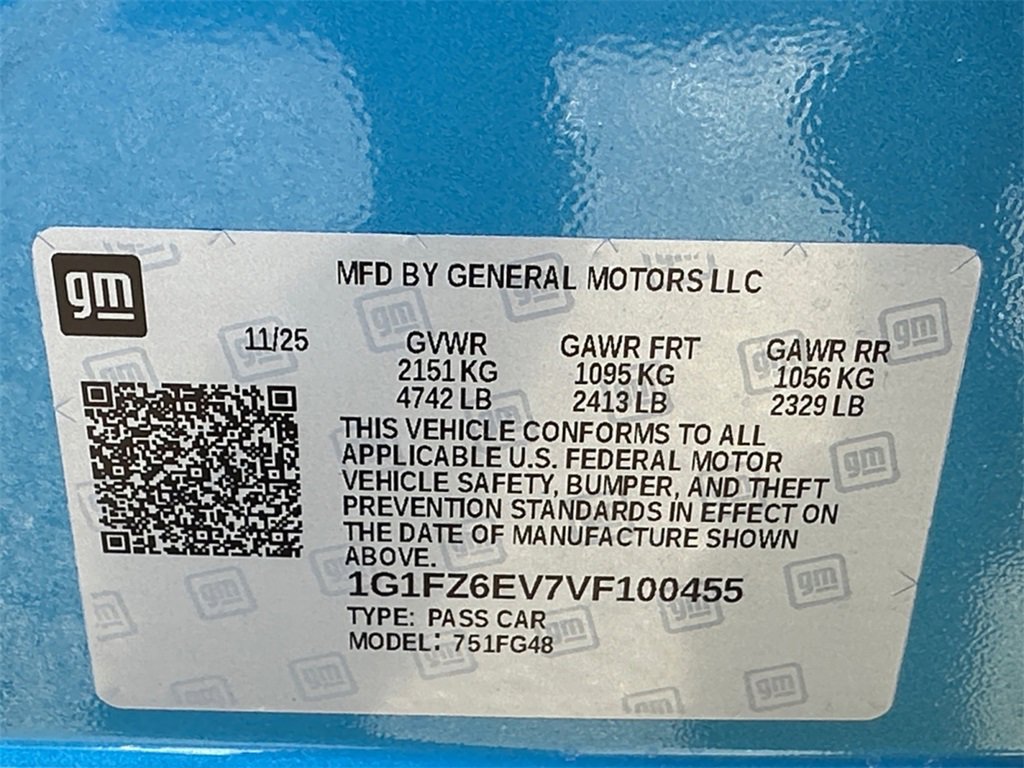 gm
MFD BY GENERAL MOTORS LLC
11/25 GVWR GAWR FRT GAWR RR
2151 KG 1095 KG 1056 KG
4742 LB 2413 LB 2329 LB
THIS VEHICLE CONFORMS TO ALL
APPLICABLE U.S. FEDERAL MOTOR
VEHICLE SAFETY, BUMPER, AND THEFT
PREVENTION STANDARDS IN EFFECT ON
THE DATE OF MANUFACTURE SHOWN
ABOVE.
1G1FZ6EV7VF100455
TYPE: PASS CAR
MODEL: 751FG48